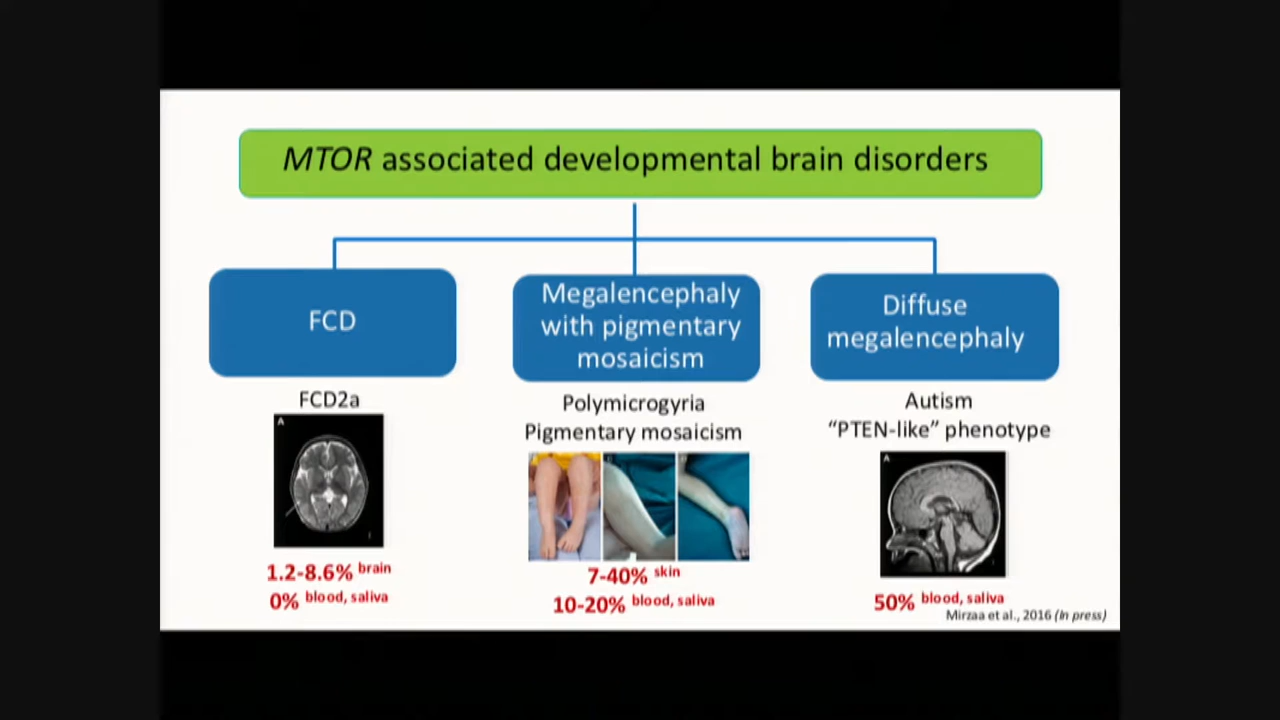 MTOR associated developmental brain disorders
FCD
FCD2a
A
1.2-8.6% brain
0% blood, saliva
Megalencephaly
with pigmentary
mosaicism
Polymicrogyria
Pigmentary mosaicism
7-40% skin
10-20% blood, saliva
Diffuse
megalencephaly
Autism
“PTEN-like” phenotype
A
50% blood, saliva
Mirzaa et al., 2016 (In press)